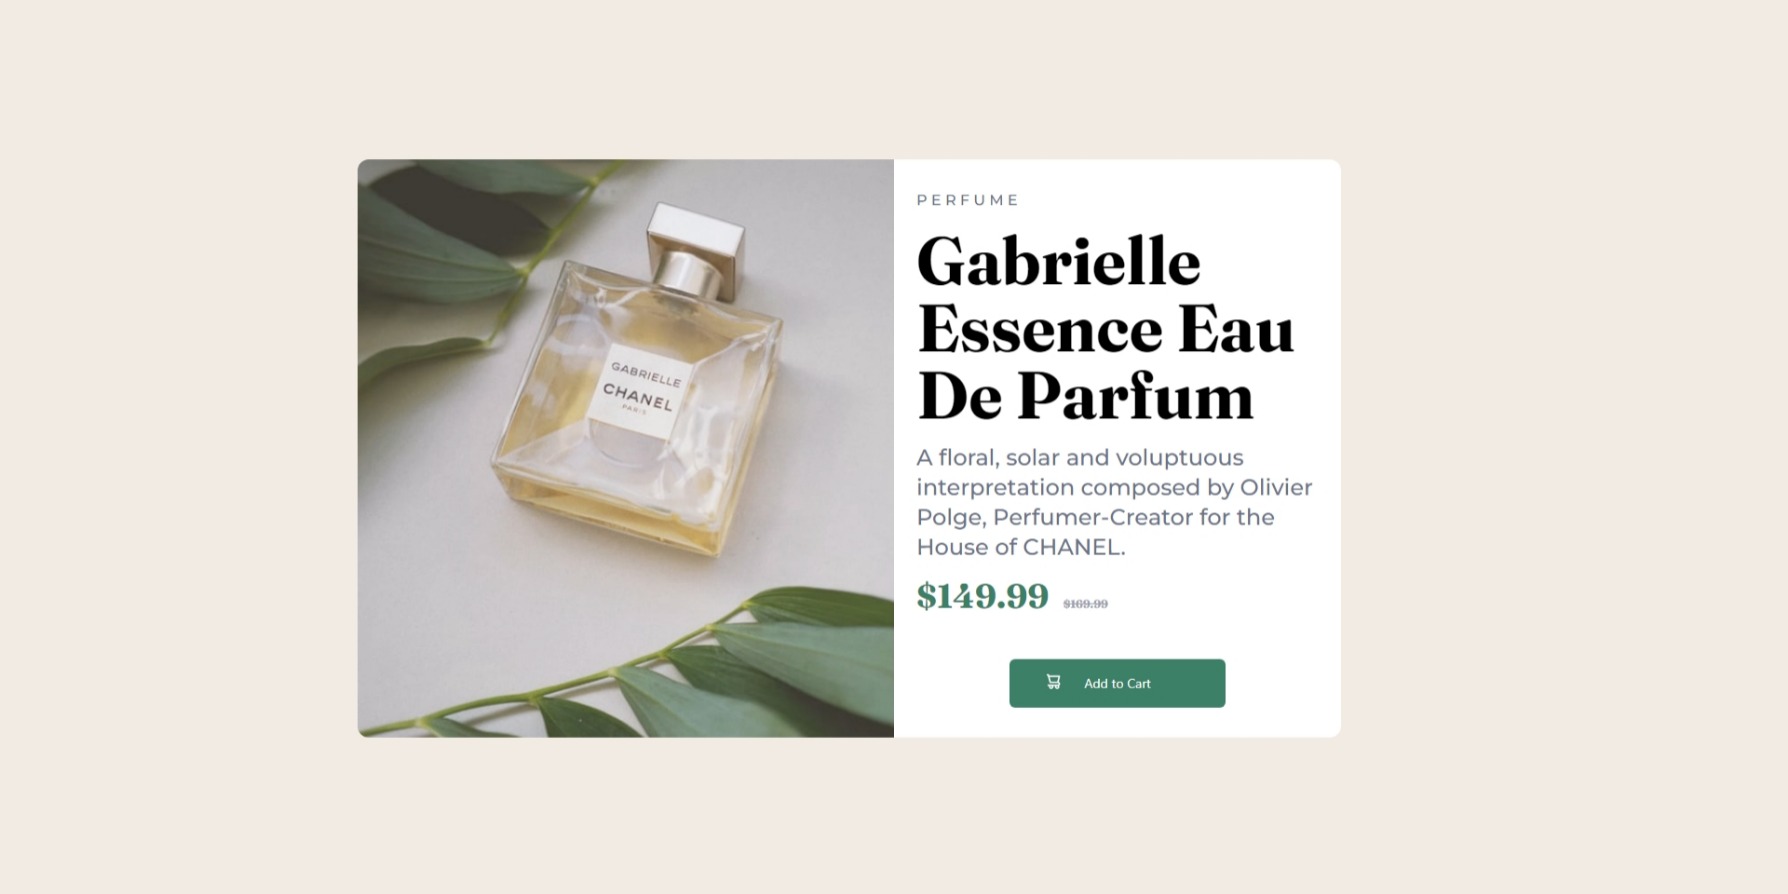 GABRIELLE
CHANEL
PARIS
PERFUME
Gabrielle
Essence Eau
De Parfum
A floral, solar and voluptuous
interpretation composed by Olivier
Polge, Perfumer-Creator for the
House of CHANEL.
$149.99 $169.99
Add to Cart